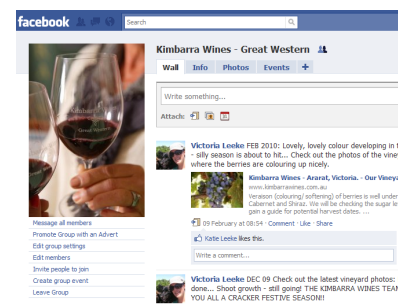 facebook
Search
Kimbarra Wines - Great Western
Wall Info Photos Events +
Write something...
Attach:
Victoria Leeke FEB 2010: Lovely, lovely colour developing in
- silly season is about to hit... Check out the photos of the vine
where the berries are colouring up nicely.
Kimbarra Wines - Ararat, Victoria. - Our Vineya
www.kimbarrawines.com.au
Veraison (colouring/ softening) of berries is well under
Cabernet and Shiraz. We will be checking the sugar le
gain a guide for potential harvest dates. ...
09 February at 08:54 · Comment · Like · Share
Katie Leeke likes this.
Write a comment...
Victoria Leeke DEC 09 Check out the latest vineyard photos:
done... Shoot growth - still going! THE KIMBARRA WINES TEAM
YOU ALL A CRACKER FESTIVE SEASON!!
Kimbarra
Great Western
Message all members
Promote Group with an Advert
Edit group settings
Edit members
Invite people to join
Create group event
Leave Group